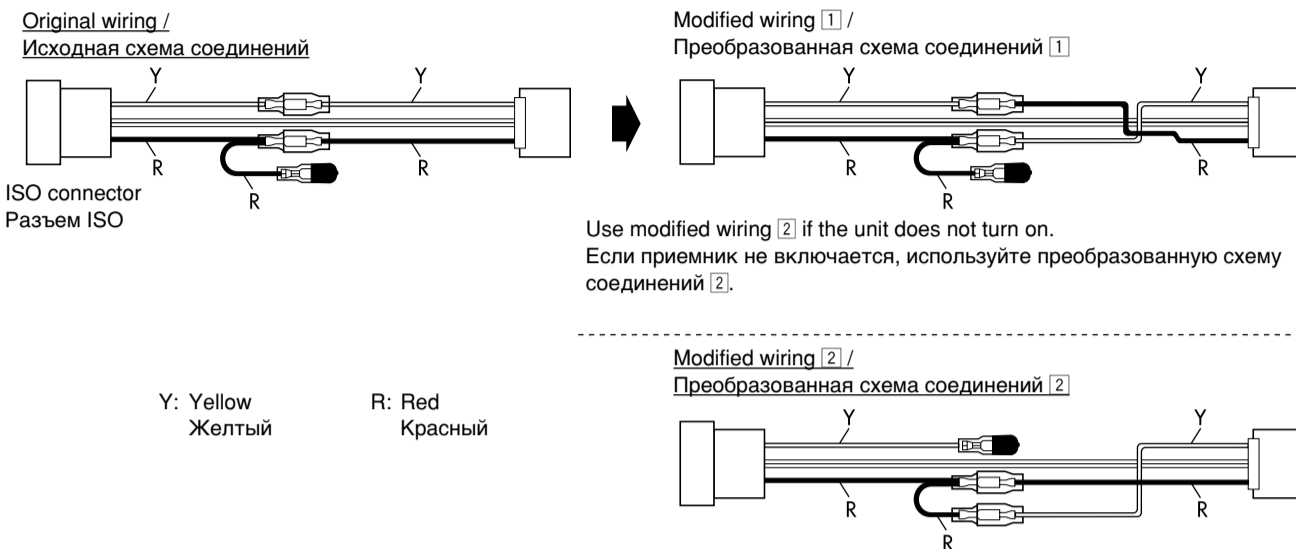 Original wiring /
Исходная схема соединений
Y
Y
R
R
R
ISO connector
Разъем ISO
Modified wiring 1 /
Преобразованная схема соединений 1
Y
Y
R
R
R
Use modified wiring 2 if the unit does not turn on.
Если приемник не включается, используйте преобразованную схему
соединений 2.
Y: Yellow
Желтый
R: Red
Красный
Modified wiring 2 /
Преобразованная схема соединений 2
Y
Y
R
R
R